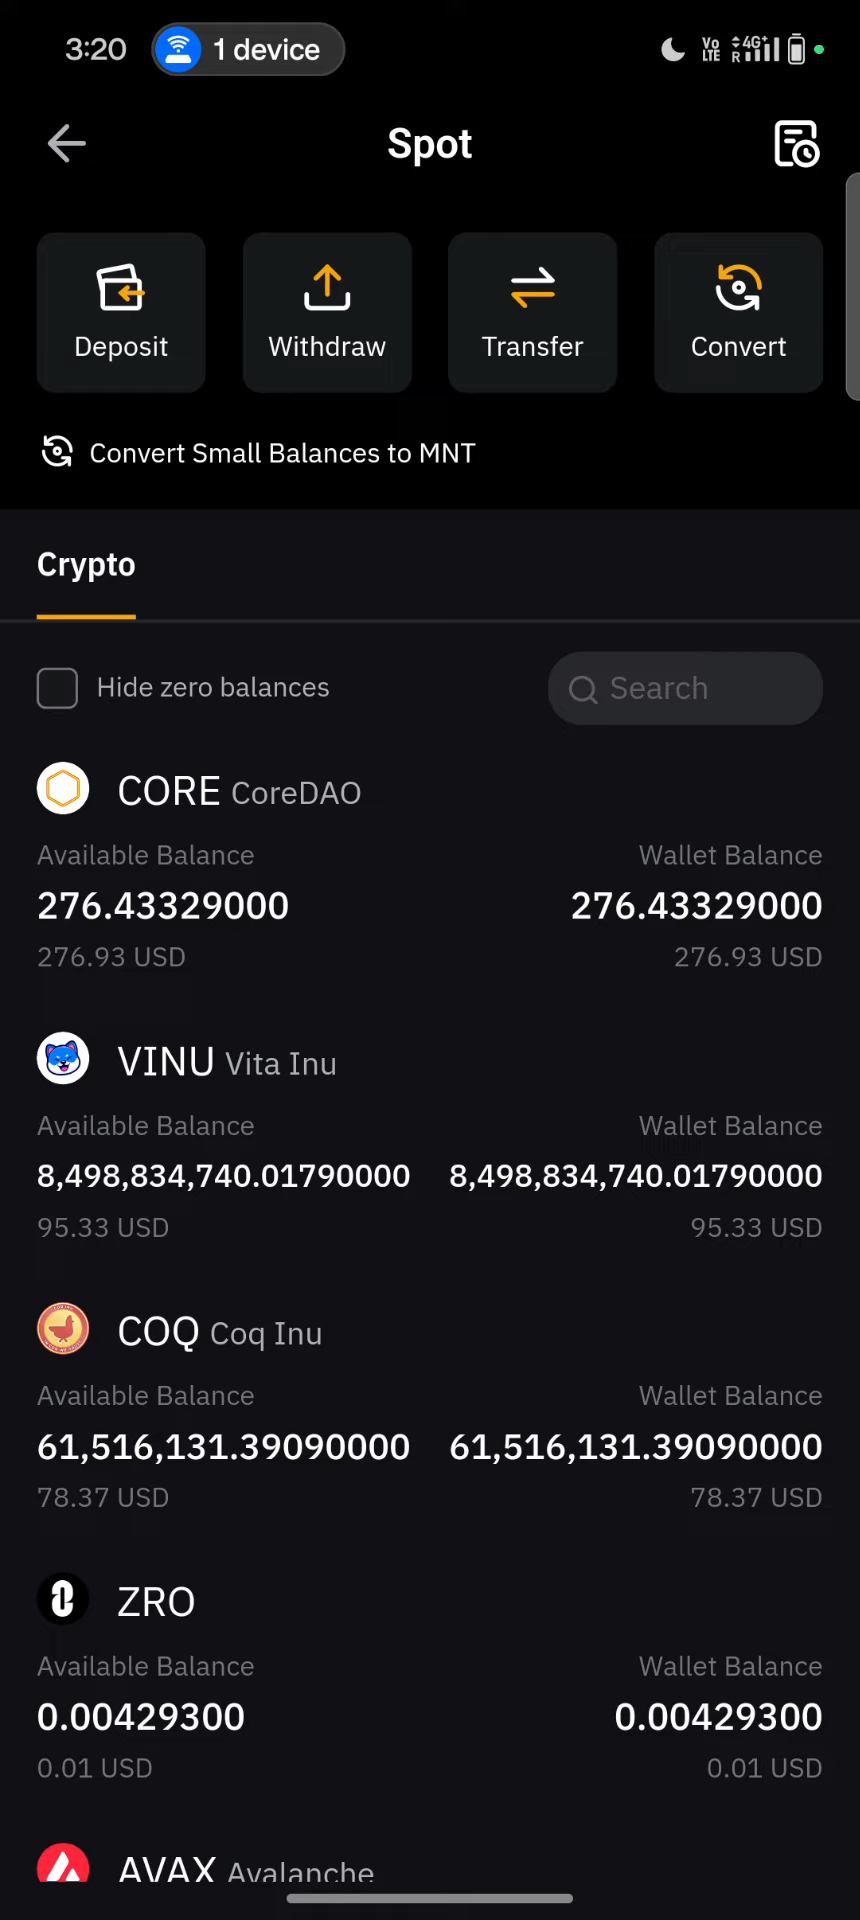 3:20 1 device Vo LTE 4G+ R
Spot
Deposit Withdraw Transfer Convert
Convert Small Balances to MNT
Crypto
Hide zero balances Search
CORE CoreDAO
Available Balance Wallet Balance
276.43329000 276.43329000
276.93 USD 276.93 USD
VINU Vita Inu
Available Balance Wallet Balance
8,498,834,740.01790000 8,498,834,740.01790000
95.33 USD 95.33 USD
COQ Coq Inu
Available Balance Wallet Balance
61,516,131.39090000 61,516,131.39090000
78.37 USD 78.37 USD
ZRO
Available Balance Wallet Balance
0.00429300 0.00429300
0.01 USD 0.01 USD
AVAX Avalanche